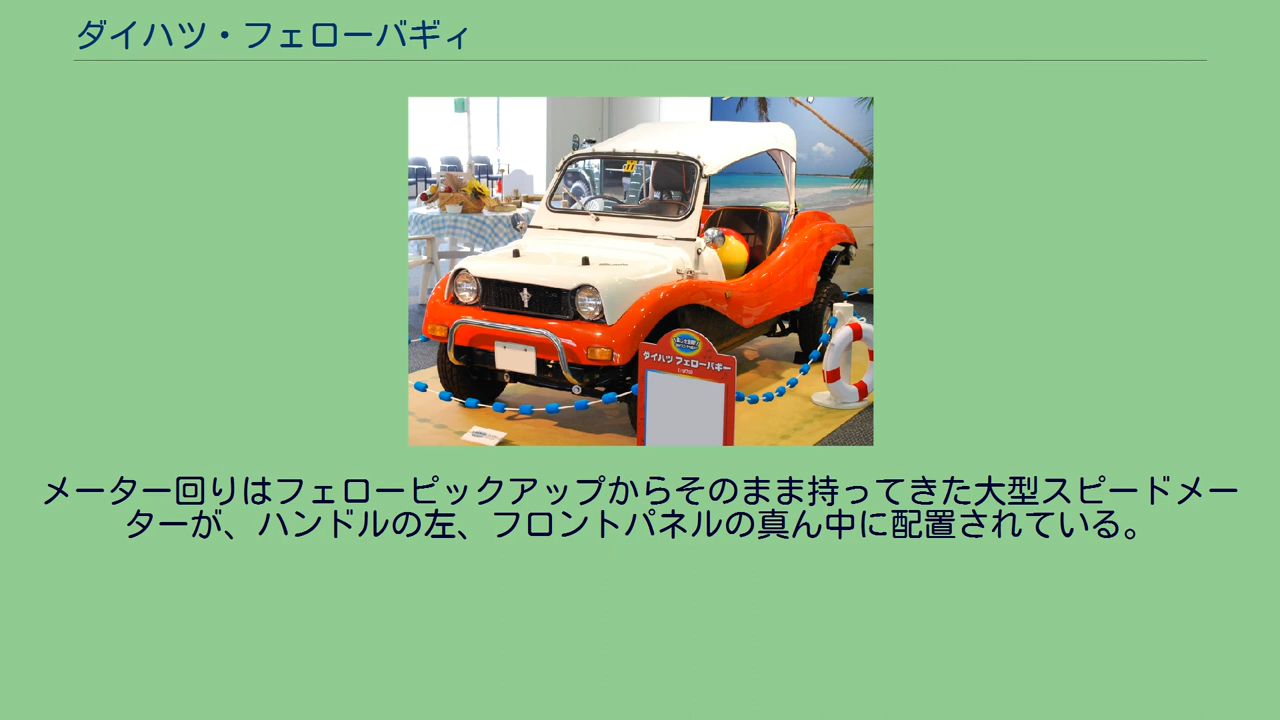 ダイハツ・フェローバギィ
ダイハツ フェローバギー
メーター回りはフェローピックアップからそのまま持ってきた大型スピードメー
ターが、ハンドルの左、フロントパネルの真ん中に配置されている。